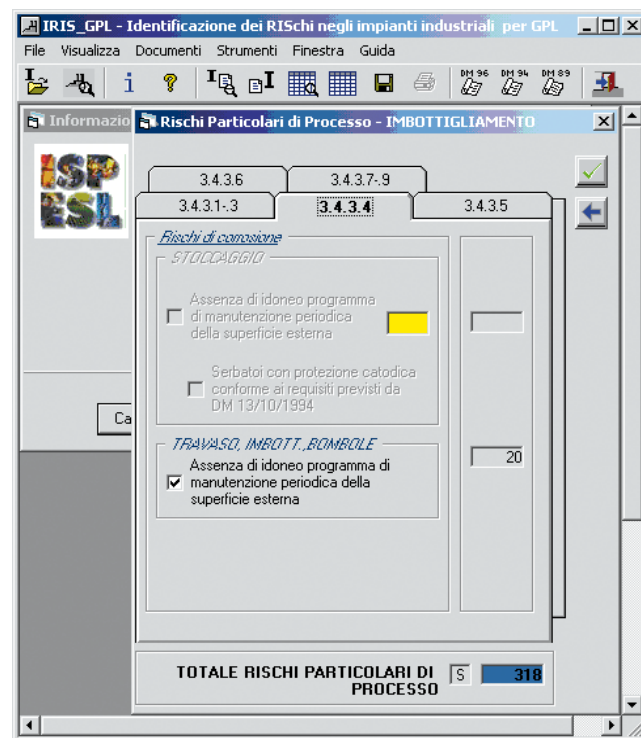 IRIS_GPL - Identificazione dei RISchi negli impianti industriali per GPL
File Visualizza Documenti Strumenti Finestra Guida
DM 96 DM 94 DM 89
Informazio
Rischi Particolari di Processo - IMBOTTIGLIAMENTO
ISP
ESL
3.4.3.6 3.4.3.7-.9
3.4.3.1-.3 3.4.3.4 3.4.3.5
Rischi di corrosione
STOCCAGGIO
Assenza di idoneo programma
di manutenzione periodica
della superficie esterna
Serbatoi con protezione catodica
conforme ai requisiti previsti da
DM 13/10/1994
Ca
TRAVASO, IMBOTT.,BOMBOLE
Assenza di idoneo programma di
manutenzione periodica della
superficie esterna
20
TOTALE RISCHI PARTICOLARI DI
PROCESSO
S 318